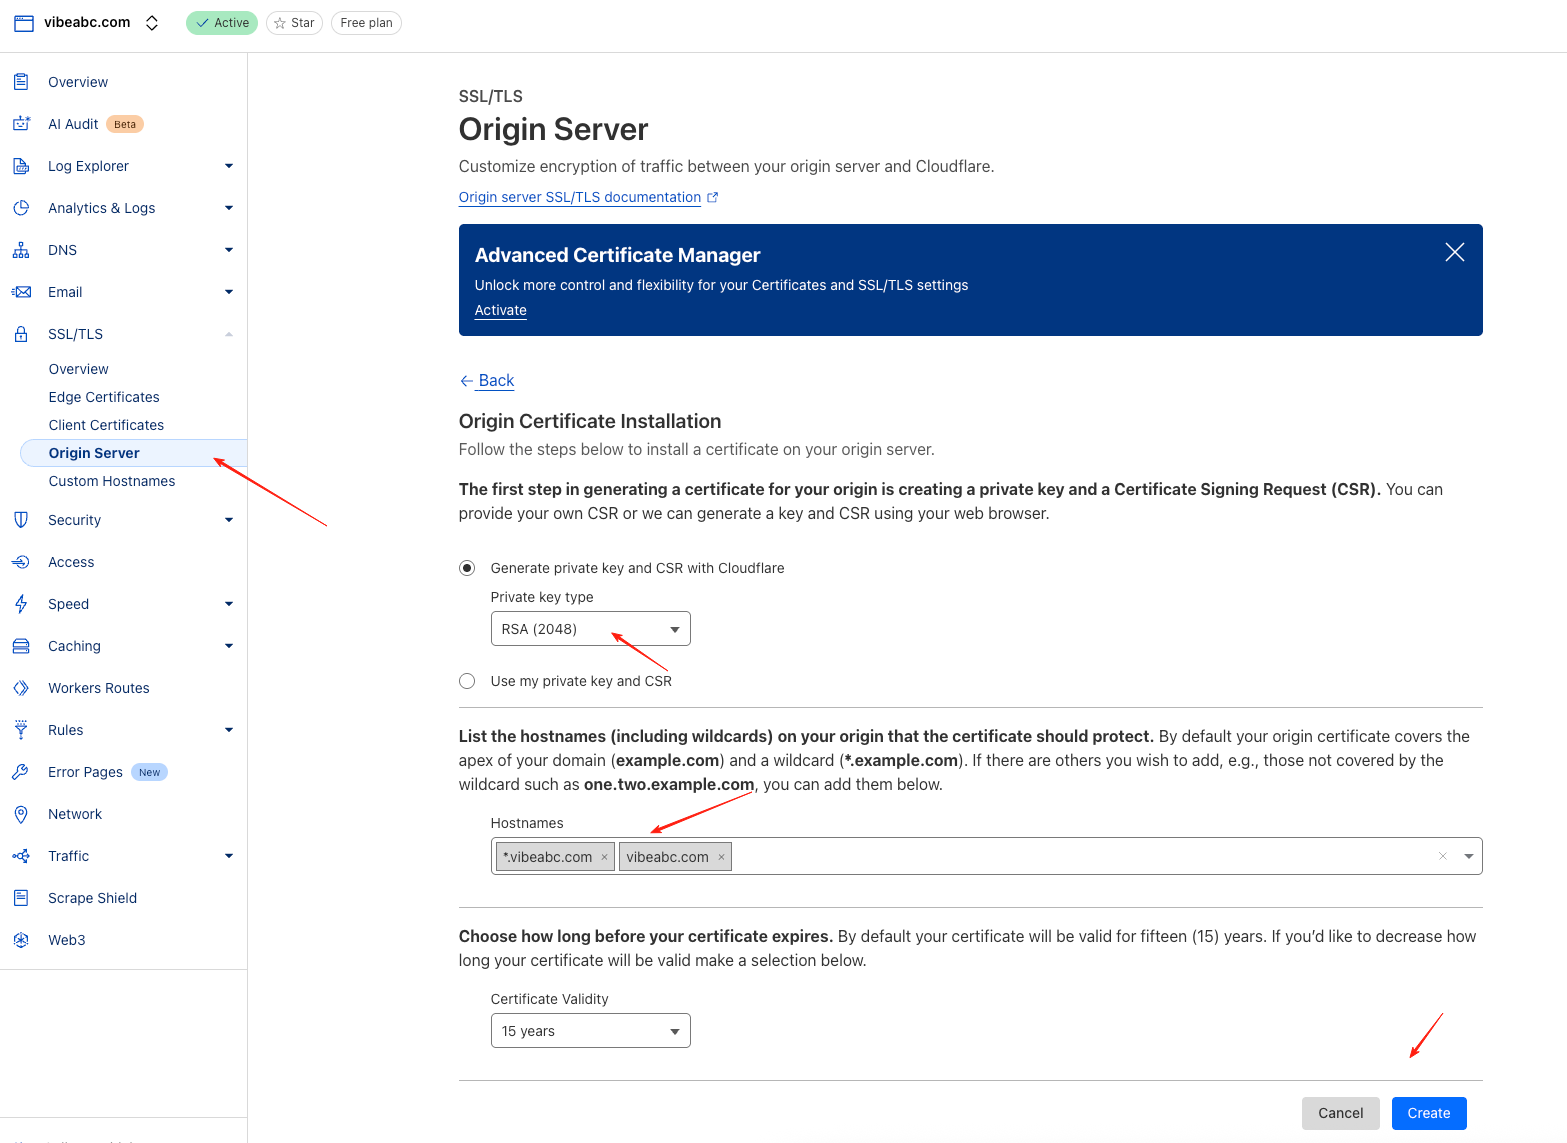 vibeabc.com
Active
Star
Free plan
Overview
AI Audit Beta
Log Explorer
Analytics & Logs
DNS
Email
SSL/TLS
Overview
Edge Certificates
Client Certificates
Origin Server
Custom Hostnames
Security
Access
Speed
Caching
Workers Routes
Rules
Error Pages New
Network
Traffic
Scrape Shield
Web3
SSL/TLS
Origin Server
Customize encryption of traffic between your origin server and Cloudflare.
Origin server SSL/TLS documentation
Advanced Certificate Manager
Unlock more control and flexibility for your Certificates and SSL/TLS settings
Activate
Back
Origin Certificate Installation
Follow the steps below to install a certificate on your origin server.
The first step in generating a certificate for your origin is creating a private key and a Certificate Signing Request (CSR). You can
provide your own CSR or we can generate a key and CSR using your web browser.
Generate private key and CSR with Cloudflare
Private key type
RSA (2048)
Use my private key and CSR
List the hostnames (including wildcards) on your origin that the certificate should protect. By default your origin certificate covers the
apex of your domain (example.com) and a wildcard (*.example.com). If there are others you wish to add, e.g., those not covered by the
wildcard such as one.two.example.com, you can add them below.
Hostnames
*.vibeabc.com × vibeabc.com ×
Choose how long before your certificate expires. By default your certificate will be valid for fifteen (15) years. If you’d like to decrease how
long your certificate will be valid make a selection below.
Certificate Validity
15 years
Cancel
Create